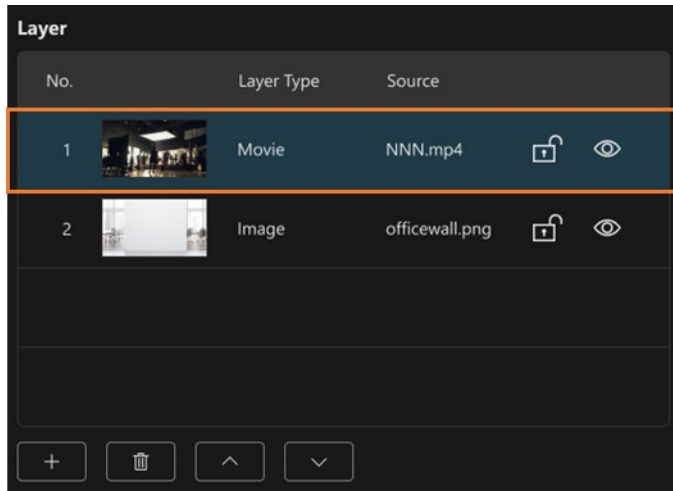 Layer
No. Layer Type Source
1 Movie NNN.mp4
2 Image officewall.png